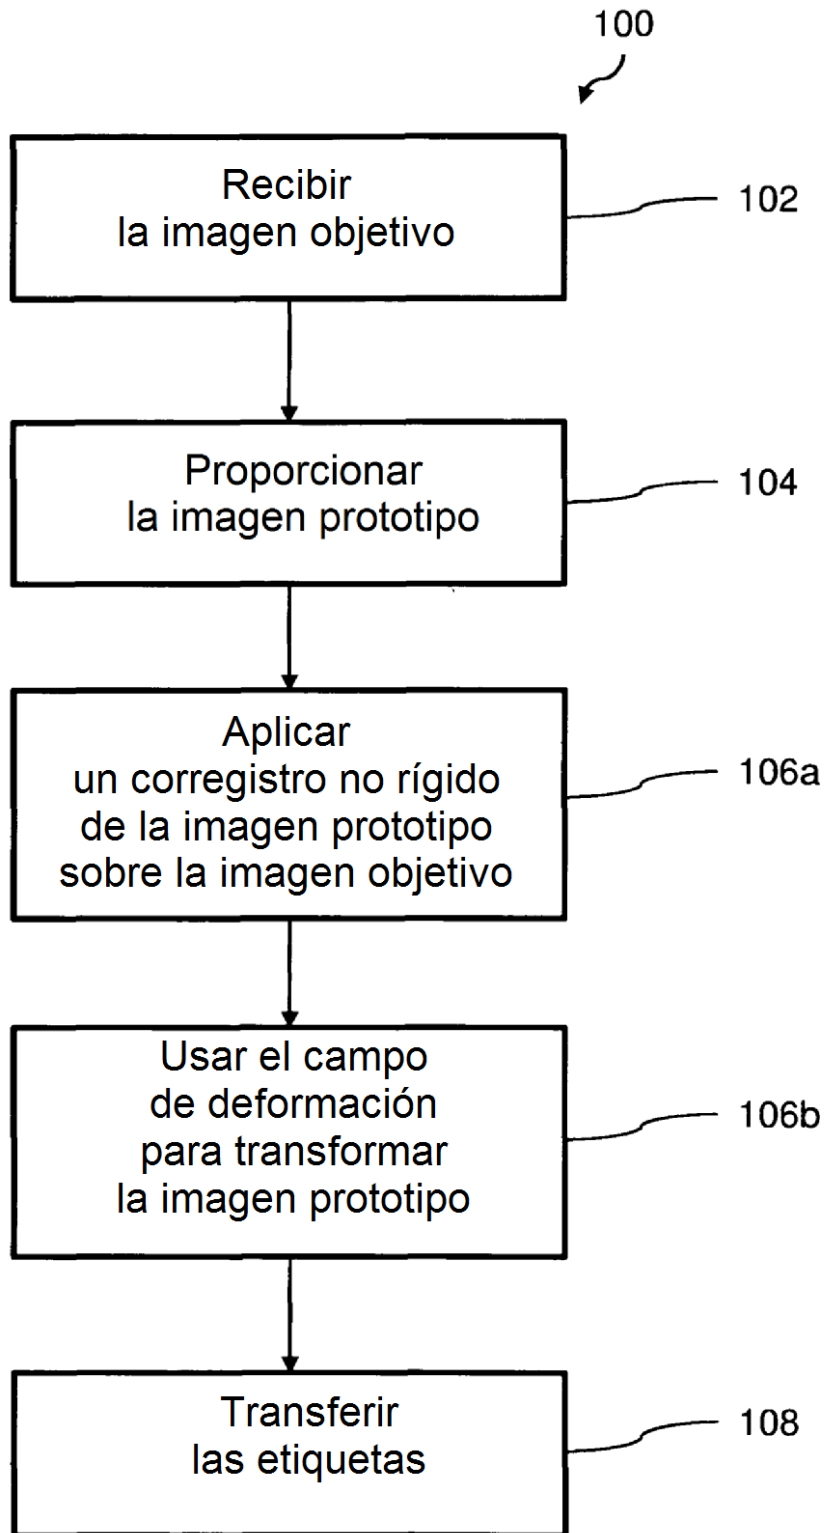 100
Recibir
la imagen objetivo
102
Proporcionar
la imagen prototipo
104
Aplicar
un corregistro no rígido
de la imagen prototipo
sobre la imagen objetivo
106a
Usar el campo
de deformación
para transformar
la imagen prototipo
106b
Transferir
las etiquetas
108